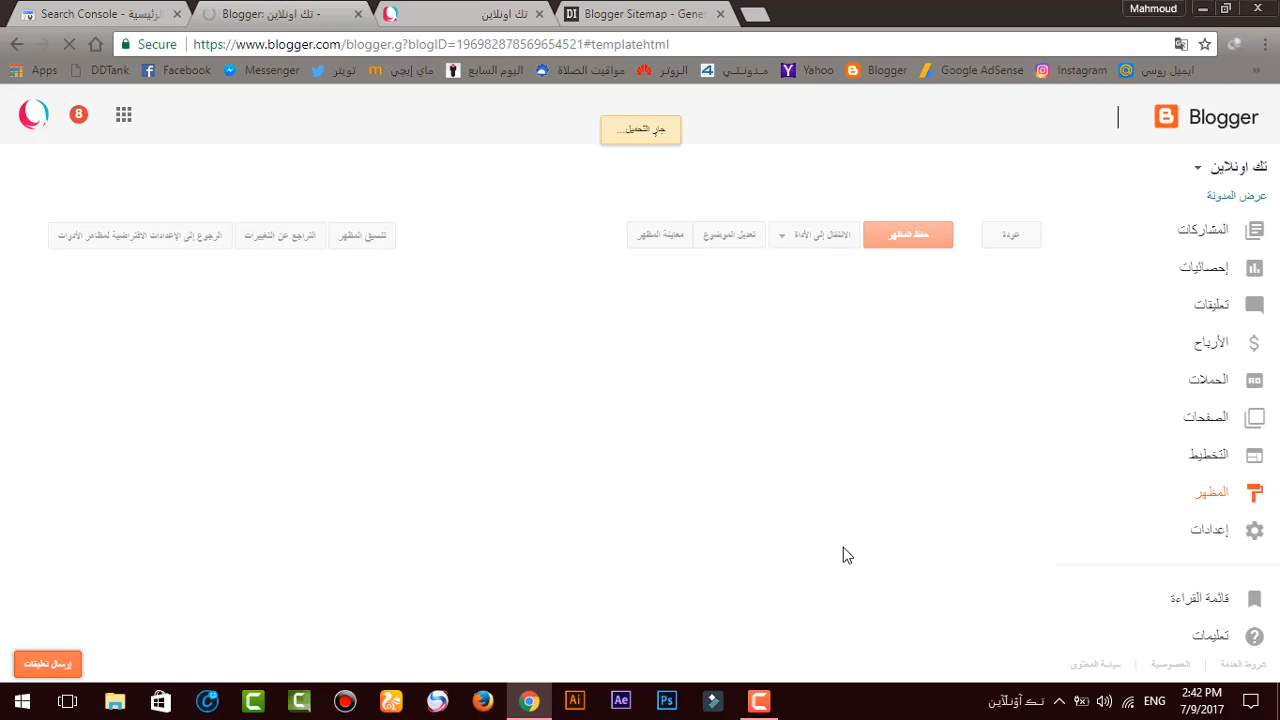 Search Console - الرئيسية
Blogger: تك اونلاين -
تك اونلاين
Blogger Sitemap - Gene
Mahmoud
Secure
https://www.blogger.com/blogger.g?blogID=196982878569654521#templatehtml
Apps
DDTank
Facebook
Messenger
تويتر
ماي إيجي
اليوم السابع
مواقيت الصلاة
الروتر
مدونتي
Yahoo
Blogger
Google AdSense
Instagram
ايميل روسي
8
جارٍ التحميل...
Blogger
تك اونلاين
عرض المدونة
عودة
حفظ المظهر
الانتقال إلى الأداة
تعديل الموضوع
معاينة المظهر
تنسيق المظهر
التراجع عن التغييرات
الرجوع إلى الإعدادات الافتراضية لمظاهر الأدوات
المشاركات
إحصائيات
تعليقات
الأرباح
الحملات
الصفحات
التخطيط
المظهر
إعدادات
قائمة القراءة
تعليمات
شروط الخدمة
الخصوصية
سياسة المحتوى
إرسال تعليقات
ENG
2:42 PM
7/9/2017